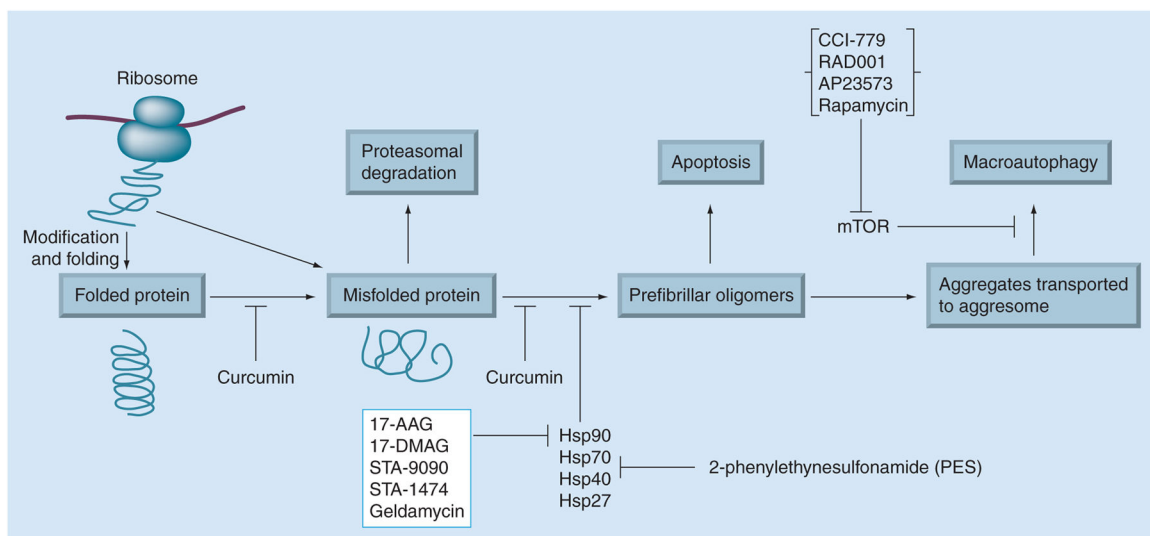 CCI-779
RAD001
AP23573
Rapamycin
Ribosome
Proteasomal
degradation
Apoptosis
Macroautophagy
mTOR
Modification
and folding
Folded protein
Misfolded protein
Prefibrillar oligomers
Aggregates transported
to aggresome
Curcumin
Curcumin
17-AAG
17-DMAG
STA-9090
STA-1474
Geldamycin
Hsp90
Hsp70
Hsp40
Hsp27
2-phenylethynesulfonamide (PES)